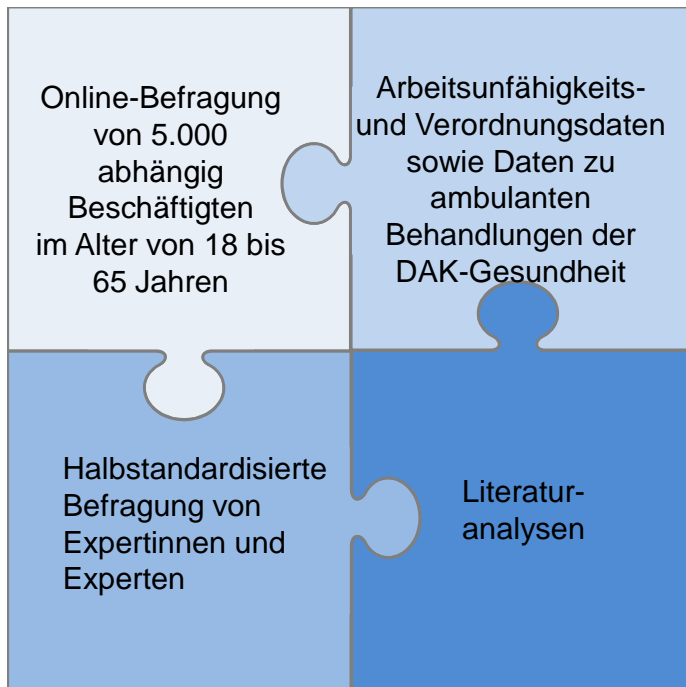 Online-Befragung
von 5.000
abhängig
Beschäftigten
im Alter von 18 bis
65 Jahren
Arbeitsunfähigkeits-
und Verordnungsdaten
sowie Daten zu
ambulanten
Behandlungen der
DAK-Gesundheit
Halbstandardisierte
Befragung von
Expertinnen und
Experten
Literatur-
analysen